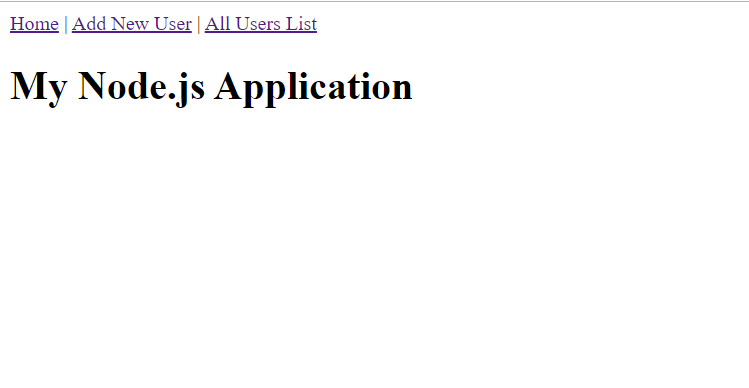 Home | Add New User | All Users List
My Node.js Application